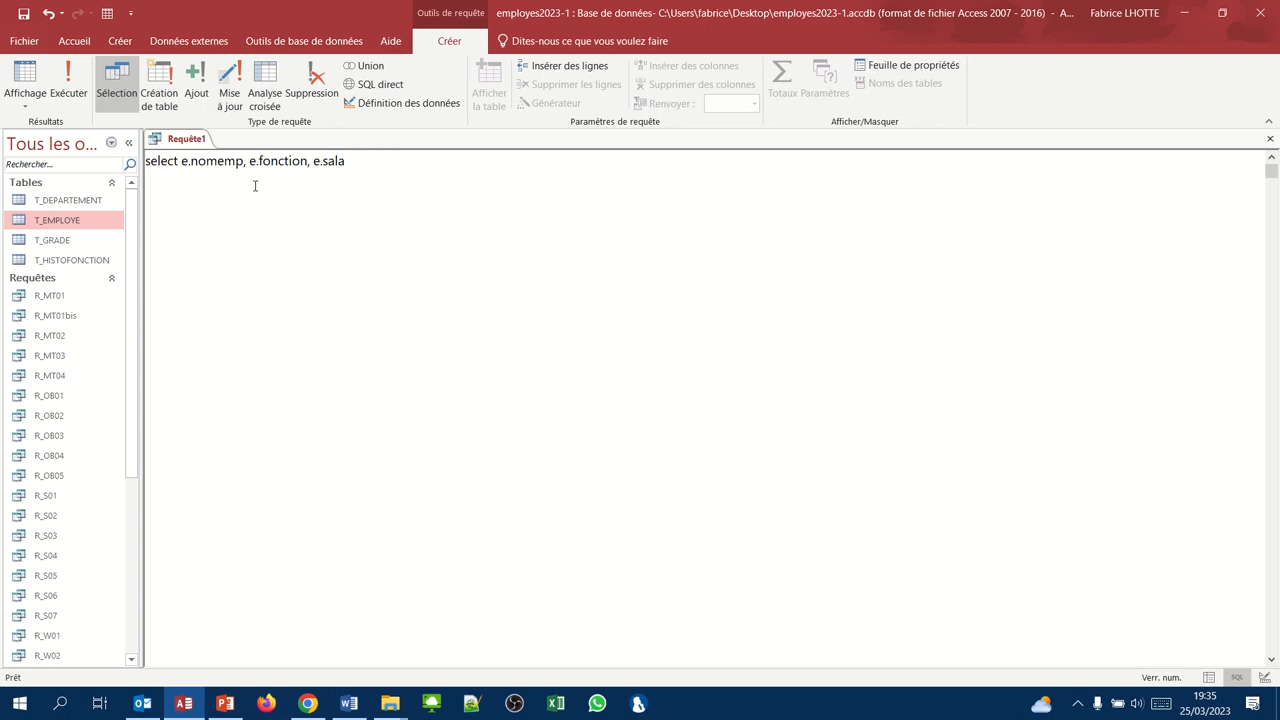 Outils de requête
employes2023-1 : Base de données- C:\Users\fabrice\Desktop\employes2023-1.accdb (format de fichier Access 2007 - 2016) - A...
Fabrice LHOTTE
Fichier Accueil Créer Données externes Outils de base de données Aide Créer Dites-nous ce que vous voulez faire
Affichage
Exécuter
Résultats
Sélection
Création de table
Ajout
Mise à jour
Analyse croisée
Suppression
Union
SQL direct
Définition des données
Type de requête
Afficher la table
Insérer des lignes
Supprimer les lignes
Générateur
Insérer des colonnes
Supprimer des colonnes
Renvoyer :
Paramètres de requête
Totaux
Paramètres
Feuille de propriétés
Noms des tables
Afficher/Masquer
Tous les o...
Rechercher...
Tables
T_DEPARTEMENT
T_EMPLOYE
T_GRADE
T_HISTOFONCTION
Requêtes
R_MT01
R_MT01bis
R_MT02
R_MT03
R_MT04
R_OB01
R_OB02
R_OB03
R_OB04
R_OB05
R_S01
R_S02
R_S03
R_S04
R_S05
R_S06
R_S07
R_W01
R_W02
Requête1
select e.nomemp, e.fonction, e.sala
Prêt
Verr. num.
SQL
19:35
25/03/2023